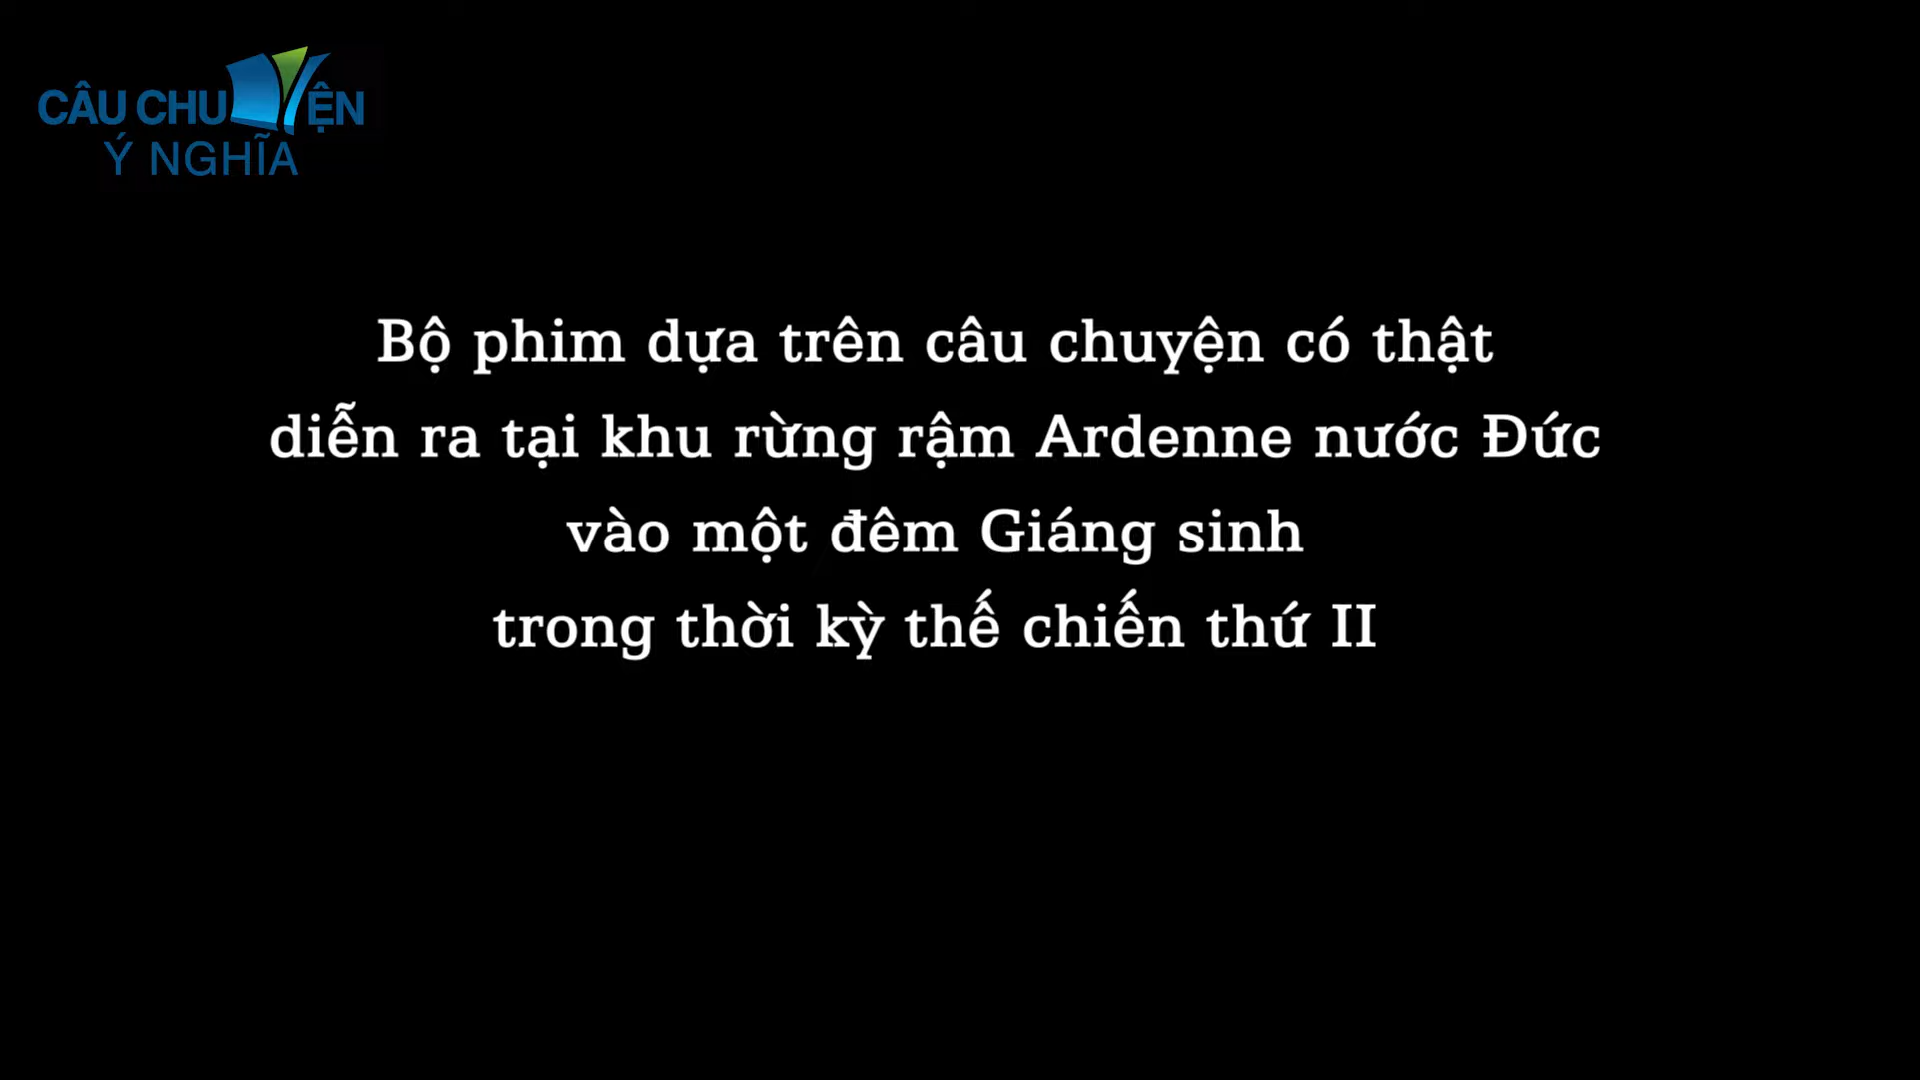 CÂU CHUYỆN
Ý NGHĨA
Bộ phim dựa trên câu chuyện có thật
diễn ra tại khu rừng rậm Ardenne nước Đức
vào một đêm Giáng sinh
trong thời kỳ thế chiến thứ II